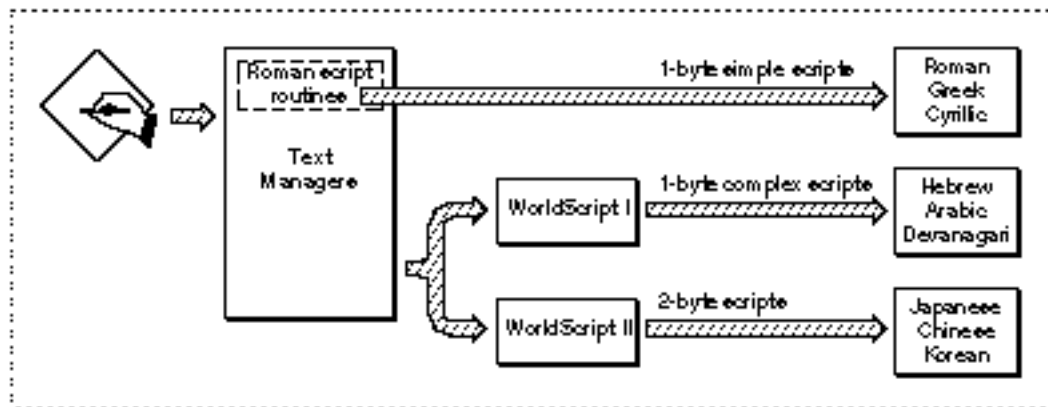 Roman script
routines
Text
Managers
1-byte simple scripts
Roman
Greek
Cyrillic
WorldScript I
1-byte complex scripts
Hebrew
Arabic
Devanagari
WorldScript II
2-byte scripts
Japanese
Chinese
Korean